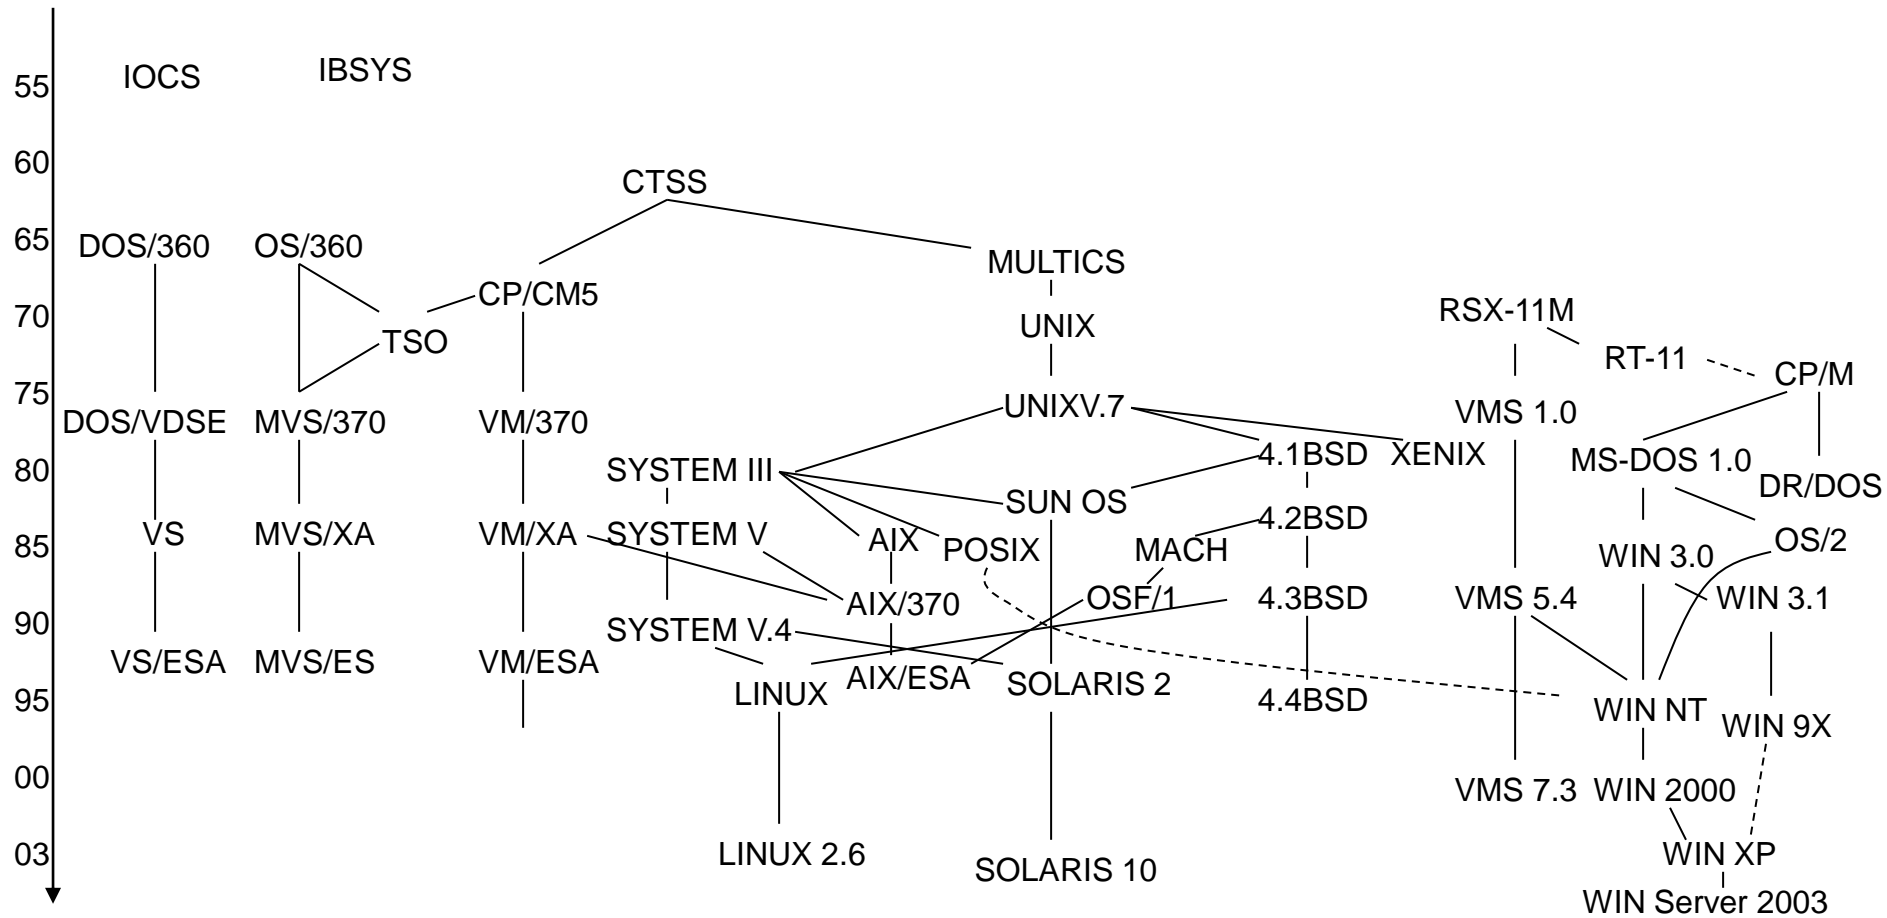 55
IOCS
IBSYS
60
CTSS
65
DOS/360
OS/360
MULTICS
CP/CM5
70
RSX-11M
UNIX
TSO
RT-11
CP/M
75
DOS/VDSE
MVS/370
VM/370
UNIXV.7
VMS 1.0
80
SYSTEM III
4.1BSD
XENIX
MS-DOS 1.0
DR/DOS
SUN OS
4.2BSD
85
VS
MVS/XA
VM/XA
SYSTEM V
AIX
POSIX
MACH
OS/2
WIN 3.0
AIX/370
OSF/1
4.3BSD
VMS 5.4
WIN 3.1
90
SYSTEM V.4
VS/ESA
MVS/ES
VM/ESA
AIX/ESA
SOLARIS 2
LINUX
95
4.4BSD
WIN NT
WIN 9X
00
VMS 7.3
WIN 2000
03
LINUX 2.6
SOLARIS 10
WIN XP
WIN Server 2003